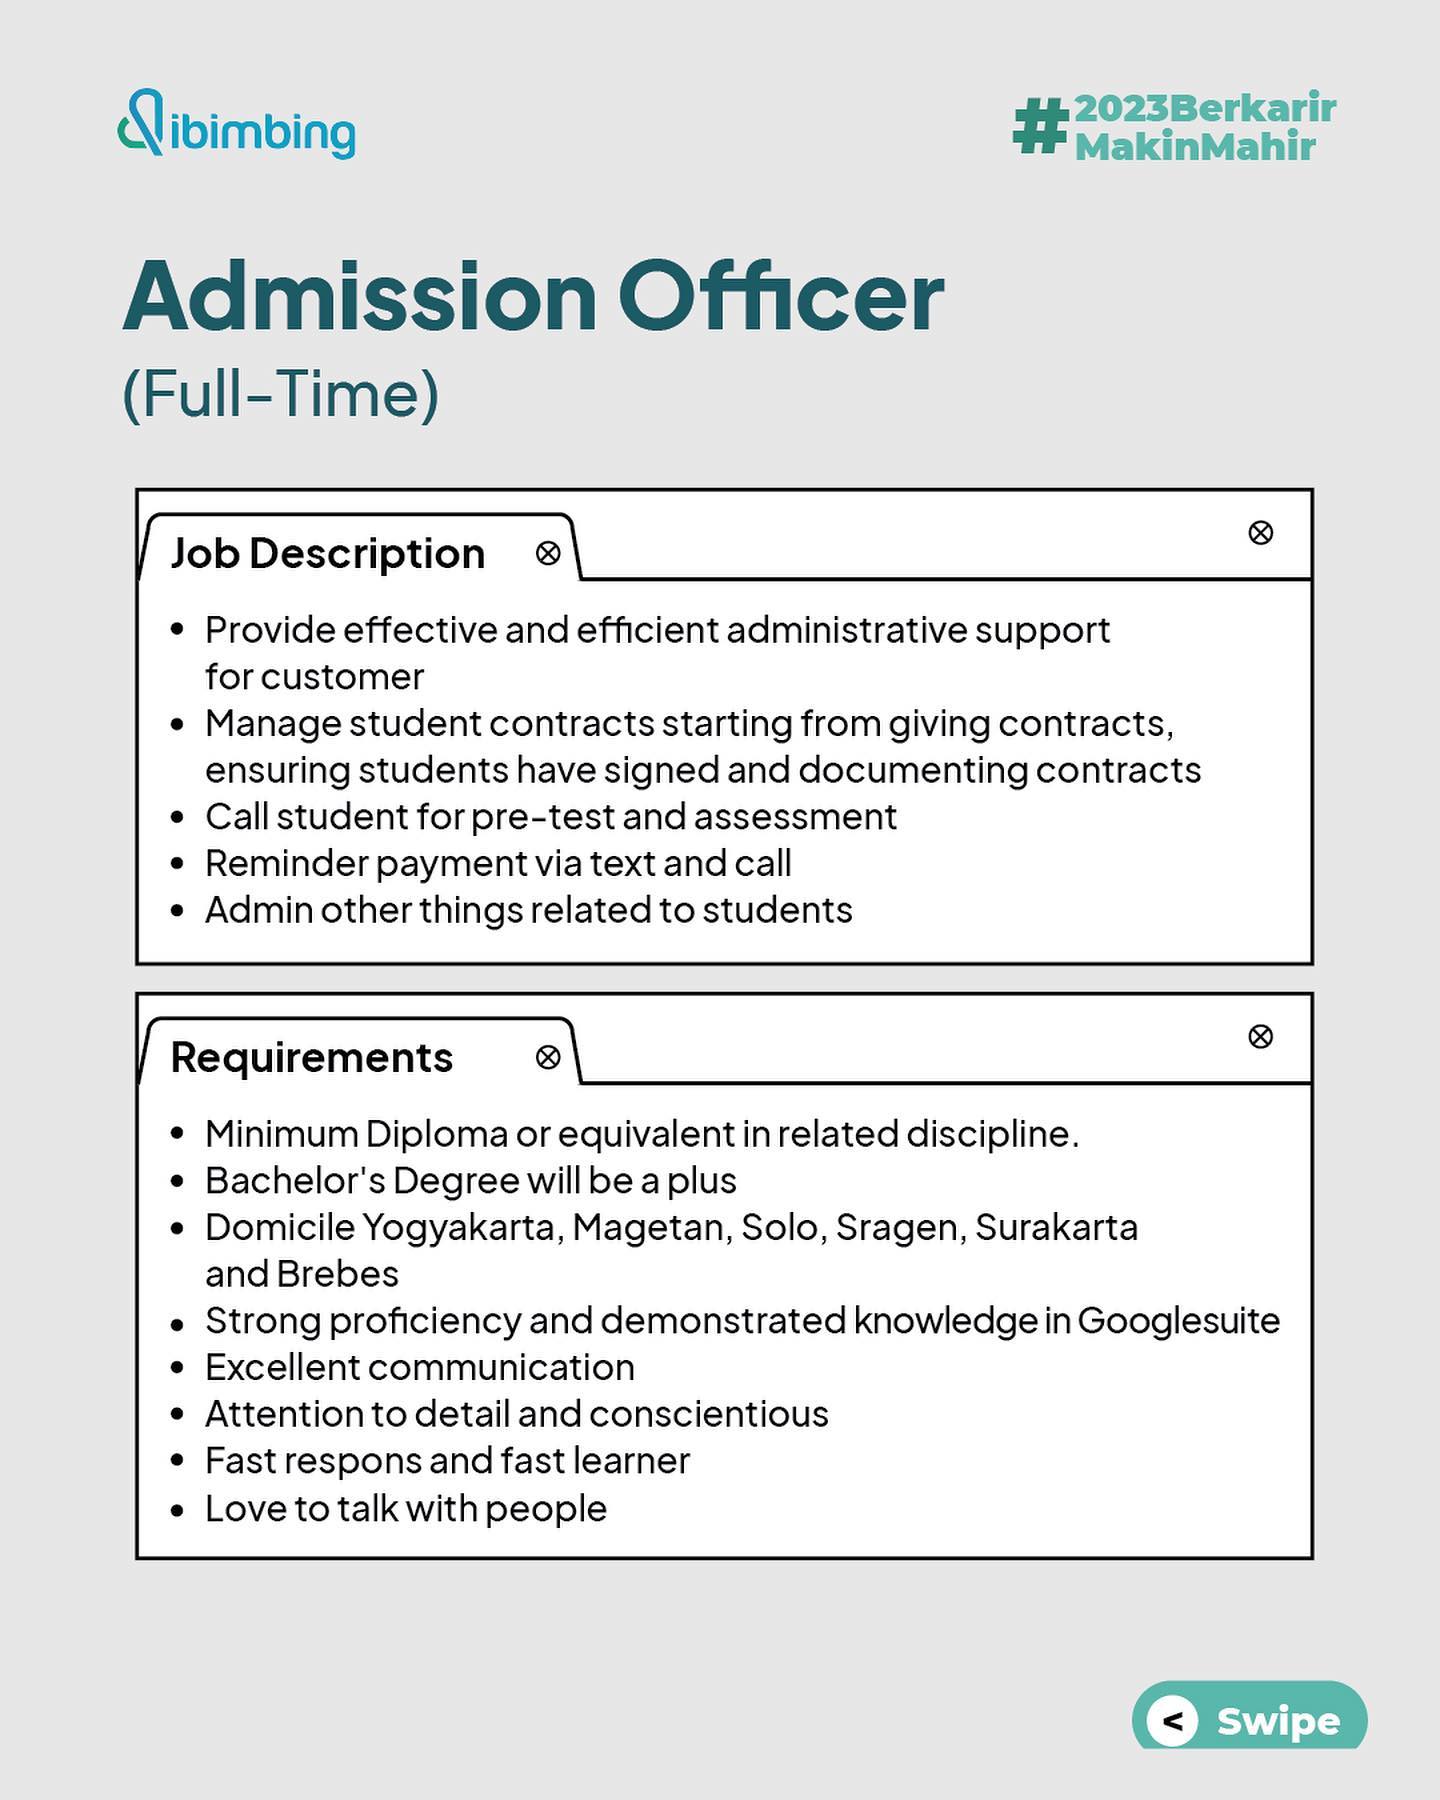 ibimbing
#2023Berkarir
MakinMahir
Admission Officer
(Full-Time)
Job Description
• Provide effective and efficient administrative support
for customer
• Manage student contracts starting from giving contracts,
ensuring students have signed and documenting contracts
• Call student for pre-test and assessment
• Reminder payment via text and call
• Admin other things related to students
Requirements
• Minimum Diploma or equivalent in related discipline.
• Bachelor's Degree will be a plus
• Domicile Yogyakarta, Magetan, Solo, Sragen, Surakarta
and Brebes
• Strong proficiency and demonstrated knowledge in Googlesuite
• Excellent communication
• Attention to detail and conscientious
• Fast respons and fast learner
• Love to talk with people
< Swipe